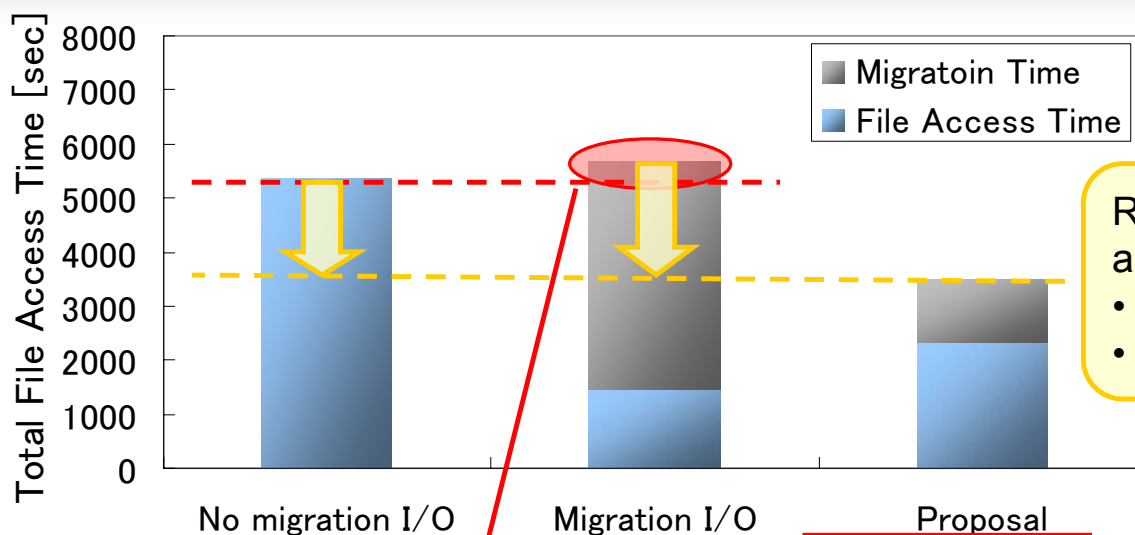 Total File Access Time [sec]
8000
7000
6000
5000
4000
3000
2000
1000
0
Migratoin Time
File Access Time
R
a
•
•
No migration I/O
Migration I/O
Proposal